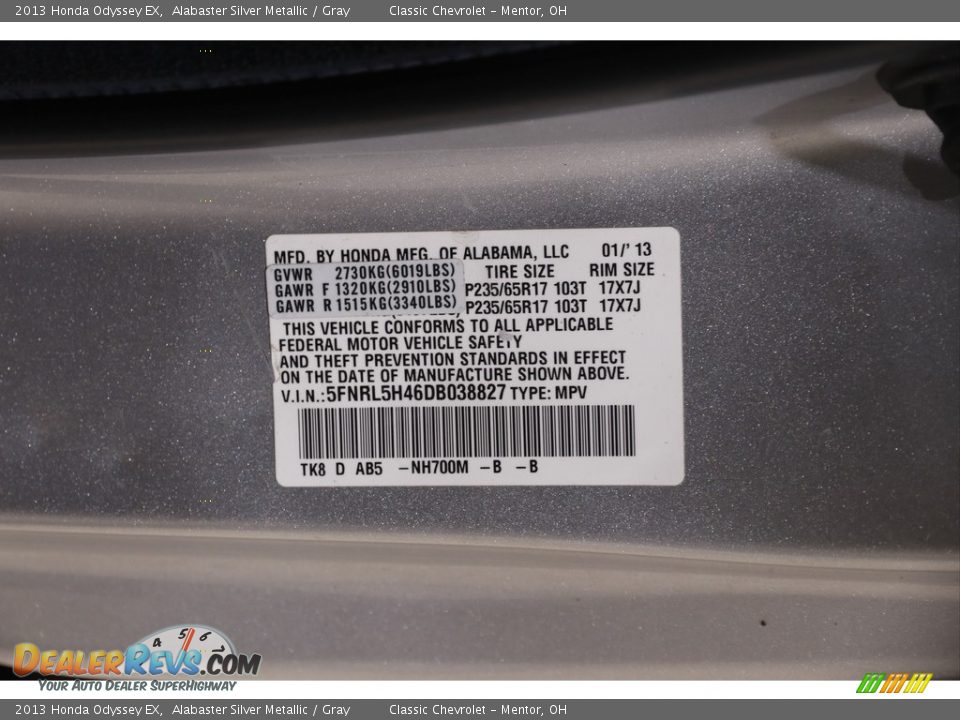 2013 Honda Odyssey EX, Alabaster Silver Metallic / Gray Classic Chevrolet – Mentor, OH
MFD. BY HONDA MFG. OF ALABAMA, LLC 01/' 13
GVWR 2730KG(6019LBS) TIRE SIZE RIM SIZE
GAWR F 1320KG(2910LBS) P235/65R17 103T 17X7J
GAWR R 1515KG(3340LBS) P235/65R17 103T 17X7J
THIS VEHICLE CONFORMS TO ALL APPLICABLE
FEDERAL MOTOR VEHICLE SAFETY
AND THEFT PREVENTION STANDARDS IN EFFECT
ON THE DATE OF MANUFACTURE SHOWN ABOVE.
V.I.N.:5FNRL5H46DB038827 TYPE: MPV
TK8 D AB5 –NH700M –B –B
4 5 6 7
DEALERREVS.COM
YOUR AUTO DEALER SUPERHIGHWAY
2013 Honda Odyssey EX, Alabaster Silver Metallic / Gray Classic Chevrolet – Mentor, OH